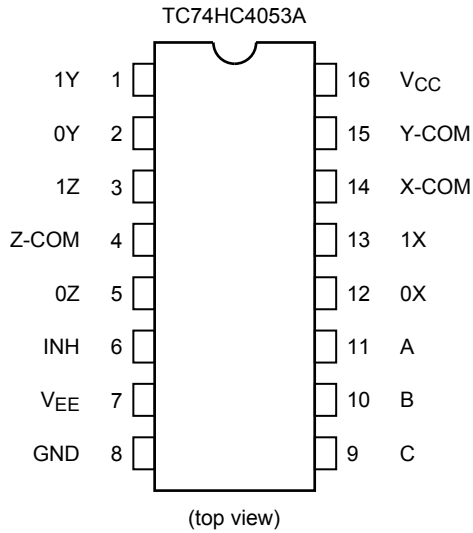 TC74HC4053A
1Y 1 16 VCC
0Y 2 15 Y-COM
1Z 3 14 X-COM
Z-COM 4 13 1X
0Z 5 12 0X
INH 6 11 A
VEE 7 10 B
GND 8 9 C
(top view)